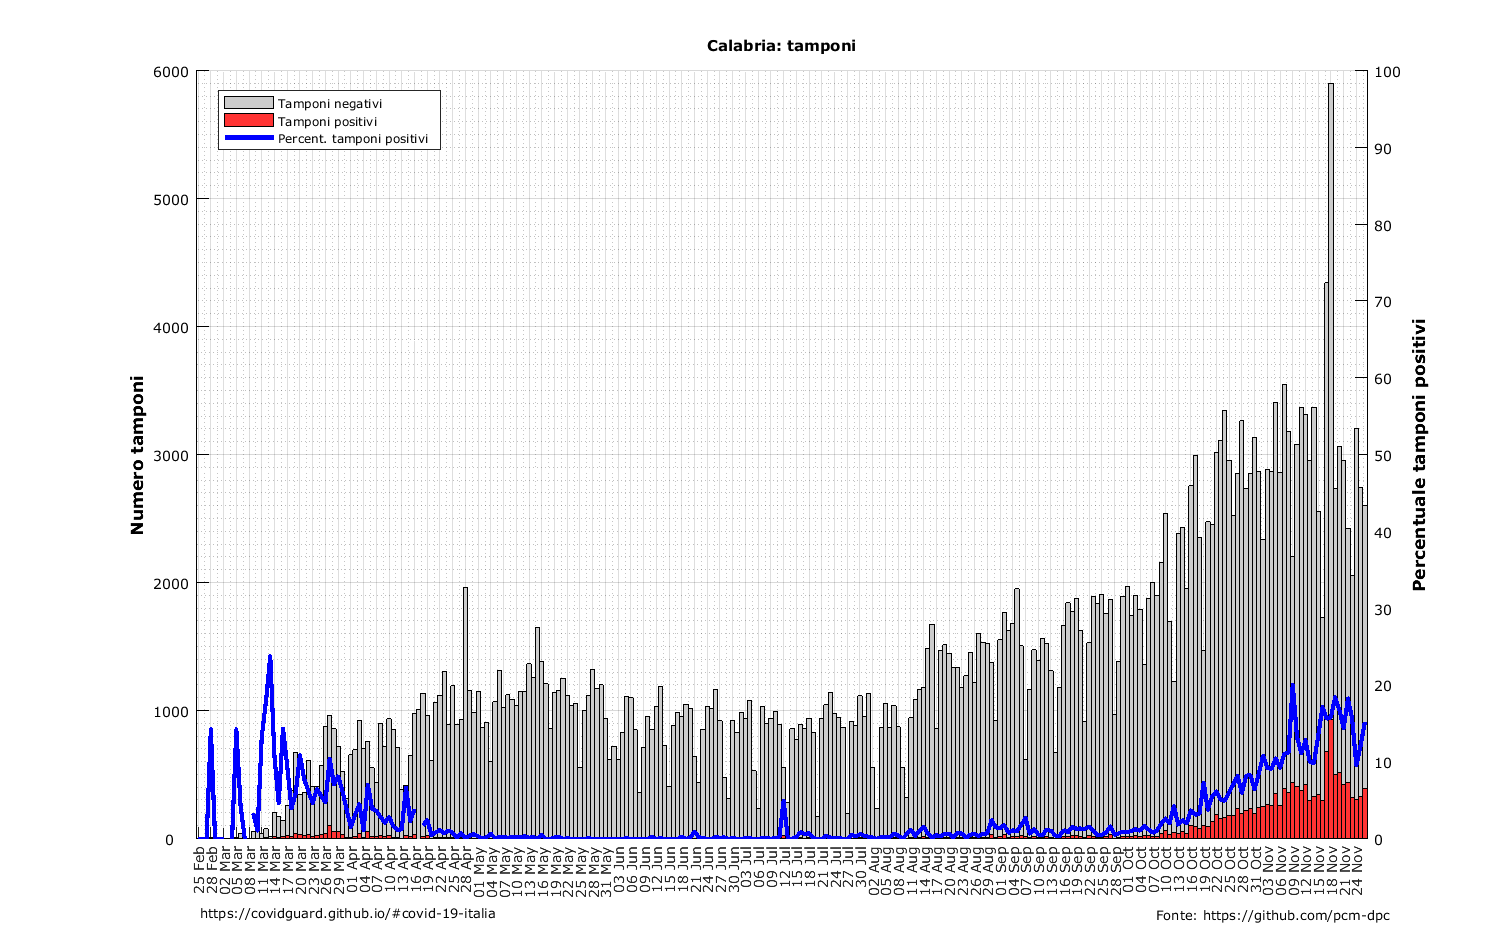 Calabria: tamponi
6000
5000
4000
3000
2000
1000
0
Numero tamponi
Tamponi negativi
Tamponi positivi
Percent. tamponi positivi
100
90
80
70
60
50
40
30
20
10
0
Percentuale tamponi positivi
25 Feb
28 Feb
02 Mar
05 Mar
08 Mar
11 Mar
14 Mar
17 Mar
20 Mar
23 Mar
26 Mar
29 Mar
01 Apr
04 Apr
07 Apr
10 Apr
13 Apr
16 Apr
19 Apr
22 Apr
25 Apr
28 Apr
01 May
04 May
07 May
10 May
13 May
16 May
19 May
22 May
25 May
28 May
31 May
03 Jun
06 Jun
09 Jun
12 Jun
15 Jun
18 Jun
21 Jun
24 Jun
27 Jun
30 Jun
03 Jul
06 Jul
09 Jul
12 Jul
15 Jul
18 Jul
21 Jul
24 Jul
27 Jul
30 Jul
02 Aug
05 Aug
08 Aug
11 Aug
14 Aug
17 Aug
20 Aug
23 Aug
26 Aug
29 Aug
01 Sep
04 Sep
07 Sep
10 Sep
13 Sep
16 Sep
19 Sep
22 Sep
25 Sep
28 Sep
01 Oct
04 Oct
07 Oct
10 Oct
13 Oct
16 Oct
19 Oct
22 Oct
25 Oct
28 Oct
31 Oct
03 Nov
06 Nov
09 Nov
12 Nov
15 Nov
18 Nov
21 Nov
24 Nov
https://covidguard.github.io/#covid-19-italia
Fonte: https://github.com/pcm-dpc